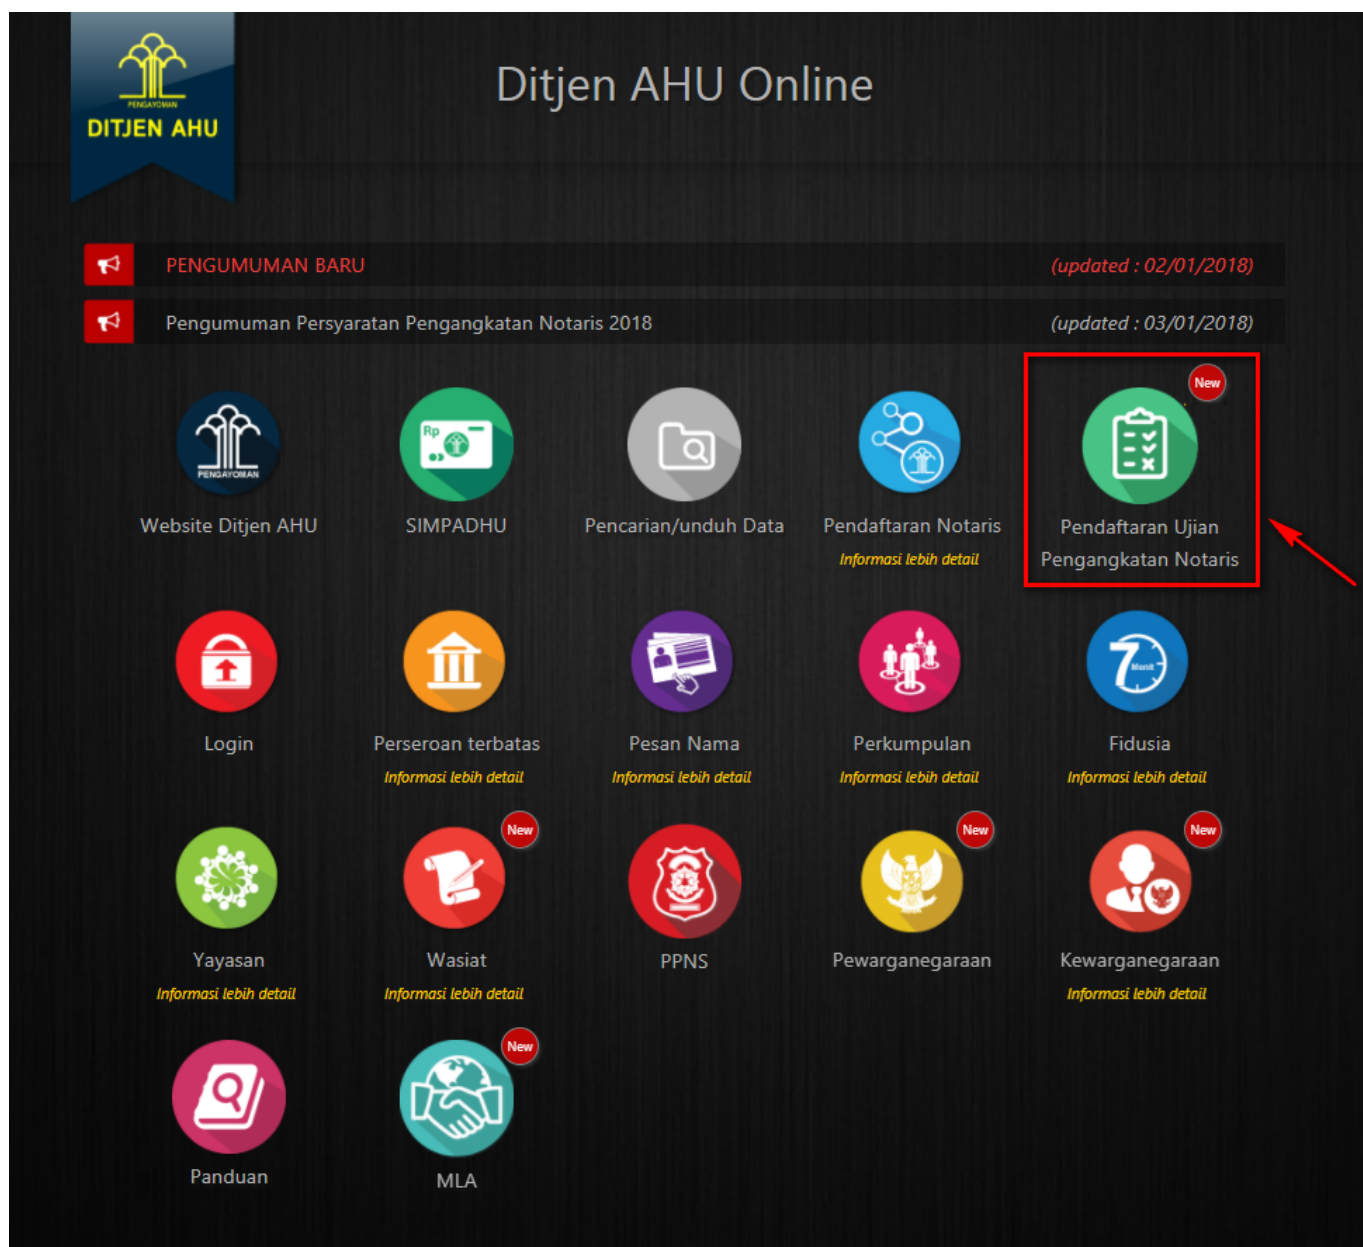 PENGAYOMAN
DITJEN AHU
Ditjen AHU Online
PENGUMUMAN BARU (updated : 02/01/2018)
Pengumuman Persyaratan Pengangkatan Notaris 2018 (updated : 03/01/2018)
New
PENGAYOMAN
Rp
Website Ditjen AHU SIMPADHU Pencarian/unduh Data Pendaftaran Notaris Pendaftaran Ujian
Informasi lebih detail Pengangkatan Notaris
7 Menit
Login Perseroan terbatas Pesan Nama Perkumpulan Fidusia
Informasi lebih detail Informasi lebih detail Informasi lebih detail Informasi lebih detail
New New New
Yayasan Wasiat PPNS Pewarganegaraan Kewarganegaraan
Informasi lebih detail Informasi lebih detail Informasi lebih detail
New
Panduan MLA